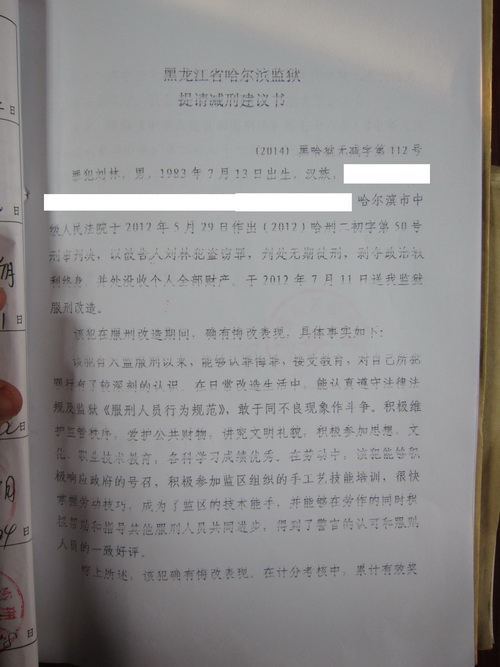 黑龙江省哈尔滨监狱
提请减刑建议书
(2014)黑哈狱无减字第112号
罪犯刘林,男,1983年7月13日出生,汉族,
哈尔滨市中
级人民法院于2012年5月29日作出(2012)哈刑二初字第50号
刑事判决,以被告人刘林犯盗窃罪,判处无期徒刑,剥夺政治权
利终身,并处没收个人全部财产。于2012年7月11日送我监狱
服刑改造。
该犯在服刑改造期间,确有悔改表现,具体事实如下:
该犯自入监服刑以来,能够认罪悔罪,接受教育,对自己所犯
罪行有了较深刻的认识。在日常改造生活中,能认真遵守法律法
规及监狱《服刑人员行为规范》,敢于同不良现象作斗争。积极维
护监管秩序,爱护公共财物,讲究文明礼貌,积极参加思想、文
化、职业技术教育,各科学习成绩优秀。在劳动中,该犯能够积
极响应政府的号召,积极参加监区组织的手工艺技能培训,很快
掌握劳动技巧,成为了监区的技术能手,并能够在劳作的同时积
极帮助和指导其他服刑人员共同进步,得到了警官的认可和服刑
人员的一致好评。
综上所述,该犯确有悔改表现。在计分考核中,累计有效奖
日
日
月
1日
日
月
日
日